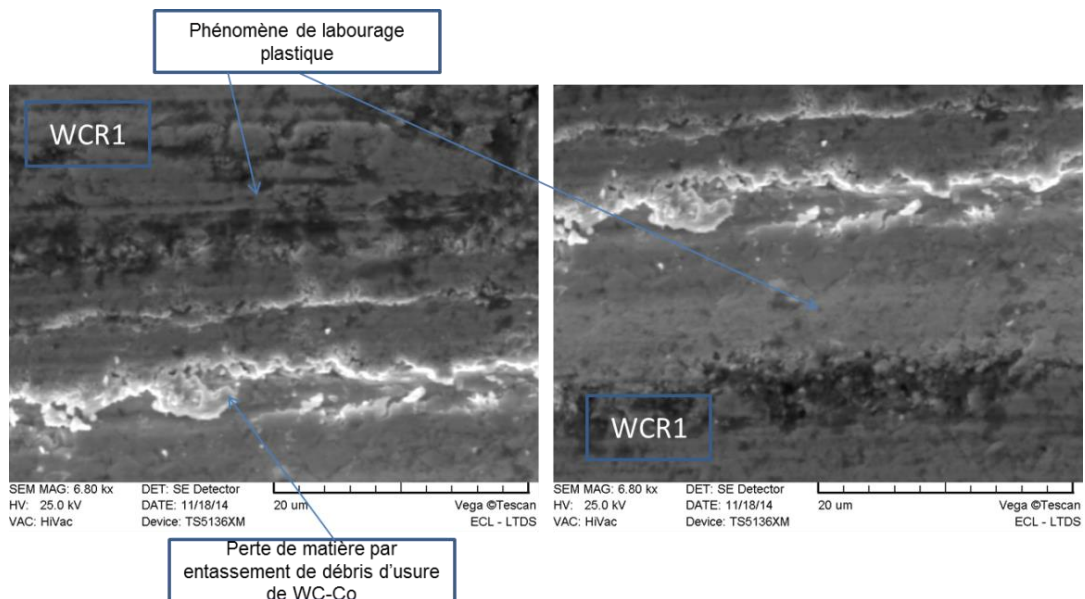 Phénomène de labourage
plastique
WCR1
SEM MAG: 6.80 kx DET: SE Detector
HV: 25.0 kV DATE: 11/18/14 20 um Vega ©Tescan
VAC: HiVac Device: TS5136XM ECL - LTDS
WCR1
SEM MAG: 6.80 kx DET: SE Detector
HV: 25.0 kV DATE: 11/18/14 20 um Vega ©Tescan
VAC: HiVac Device: TS5136XM ECL - LTDS
Perte de matière par
entassement de débris d’usure
de WC-Co